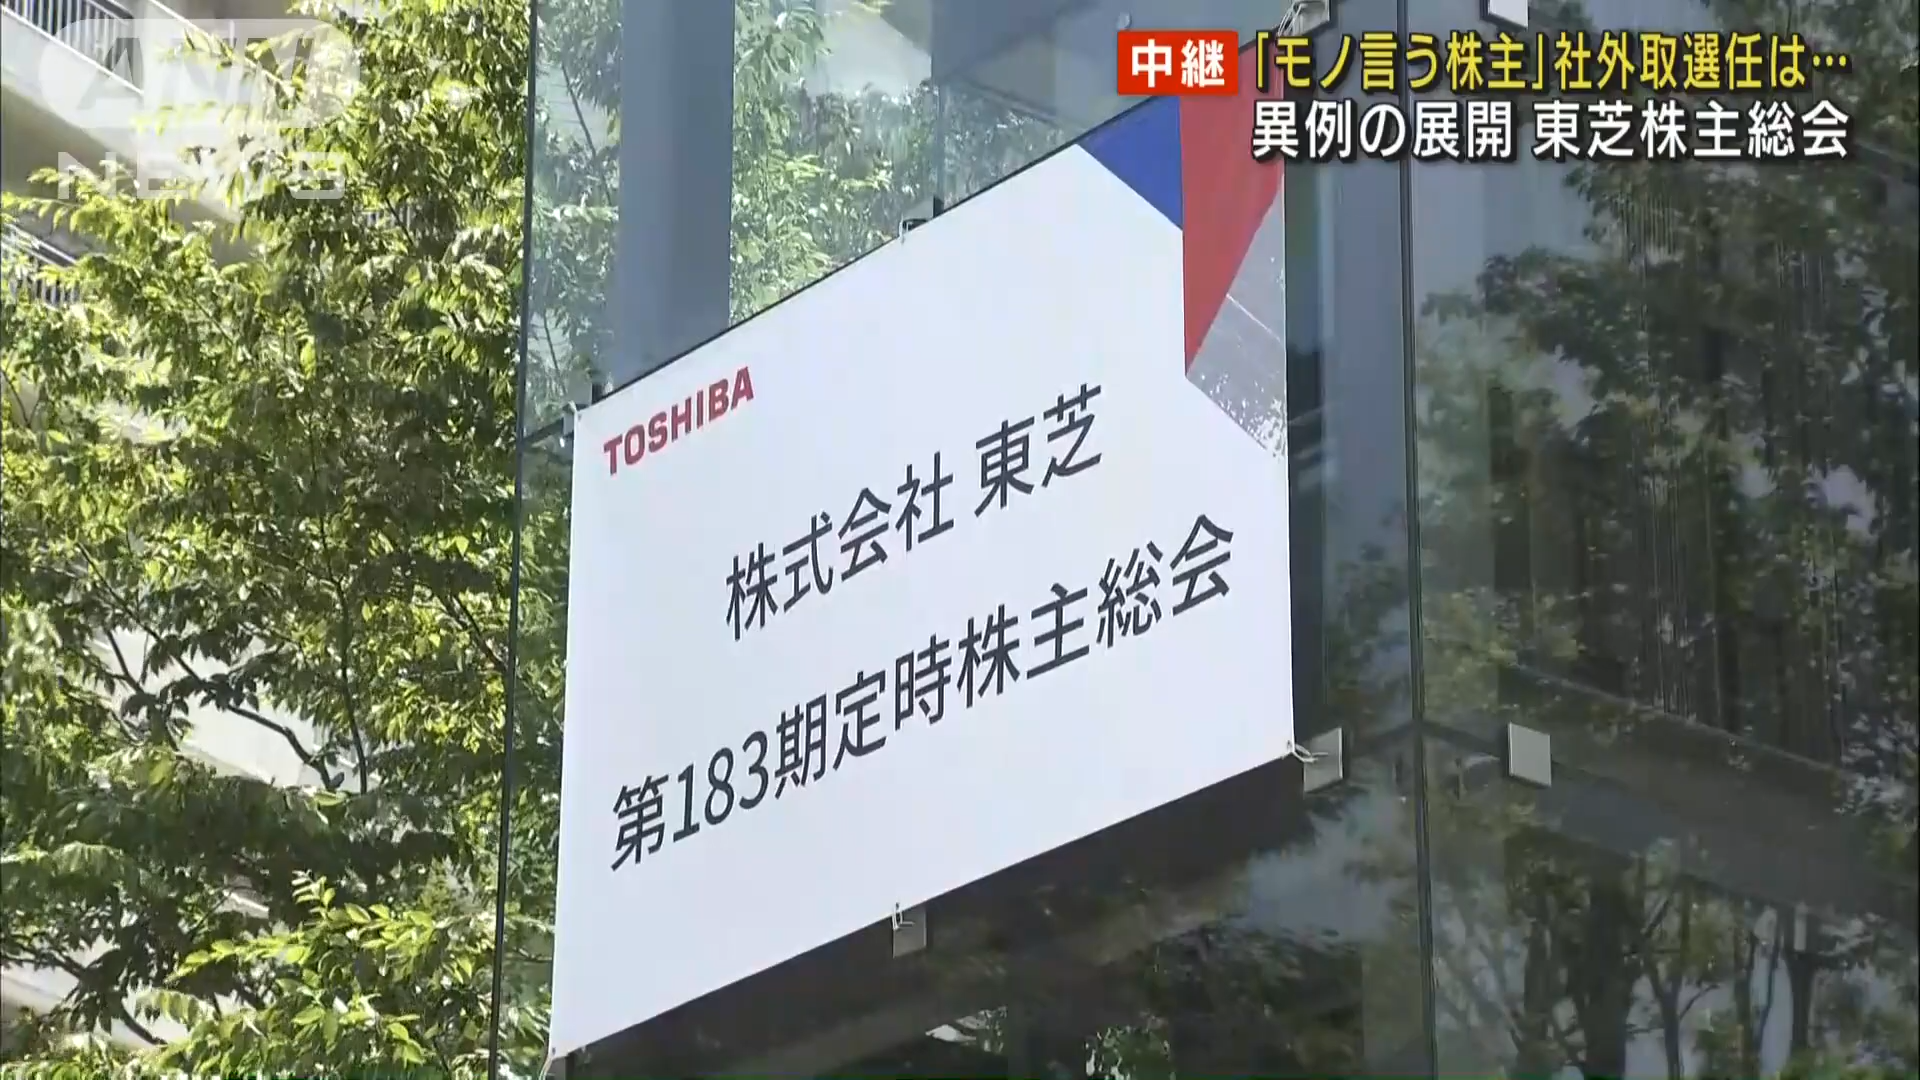 ANN
NEWS
中継
「モノ言う株主」社外取選任は…
異例の展開 東芝株主総会
TOSHIBA
株式会社 東芝
第183期定時株主総会